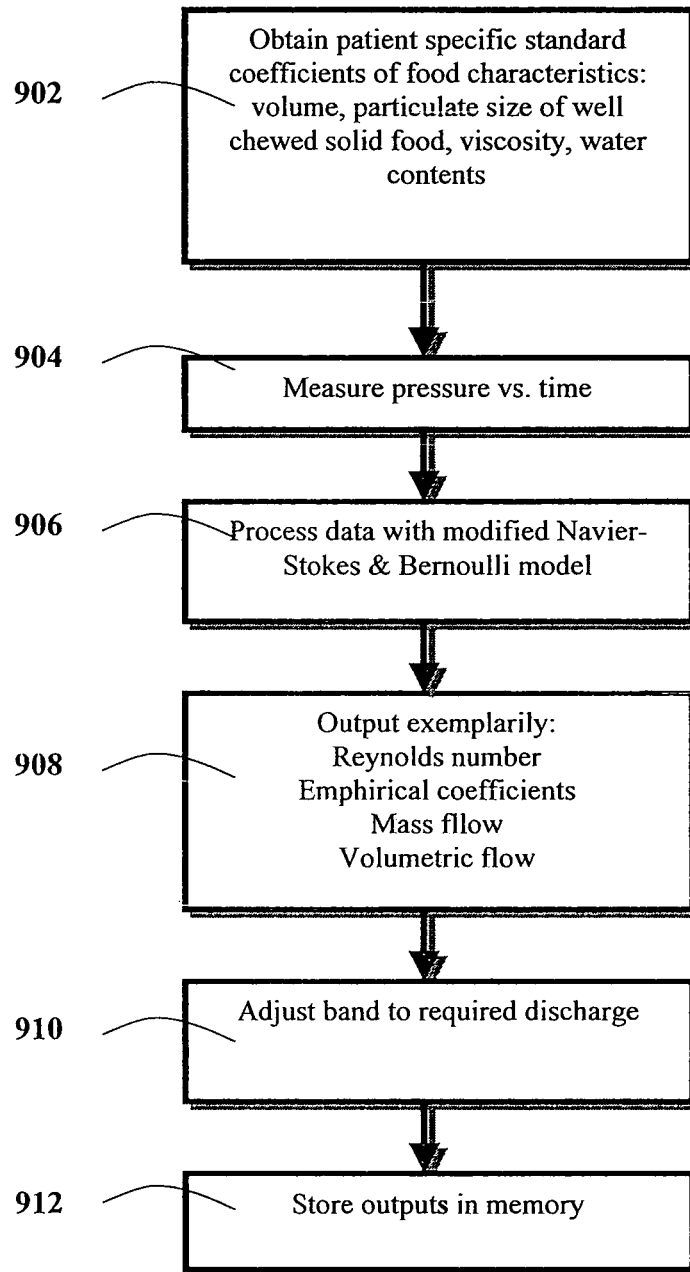 902
Obtain patient specific standard
coefficients of food characteristics:
volume, particulate size of well
chewed solid food, viscosity, water
contents
904
Measure pressure vs. time
906
Process data with modified Navier-
Stokes & Bernoulli model
908
Output exemplarily:
Reynolds number
Emphirical coefficients
Mass fllow
Volumetric flow
910
Adjust band to required discharge
912
Store outputs in memory